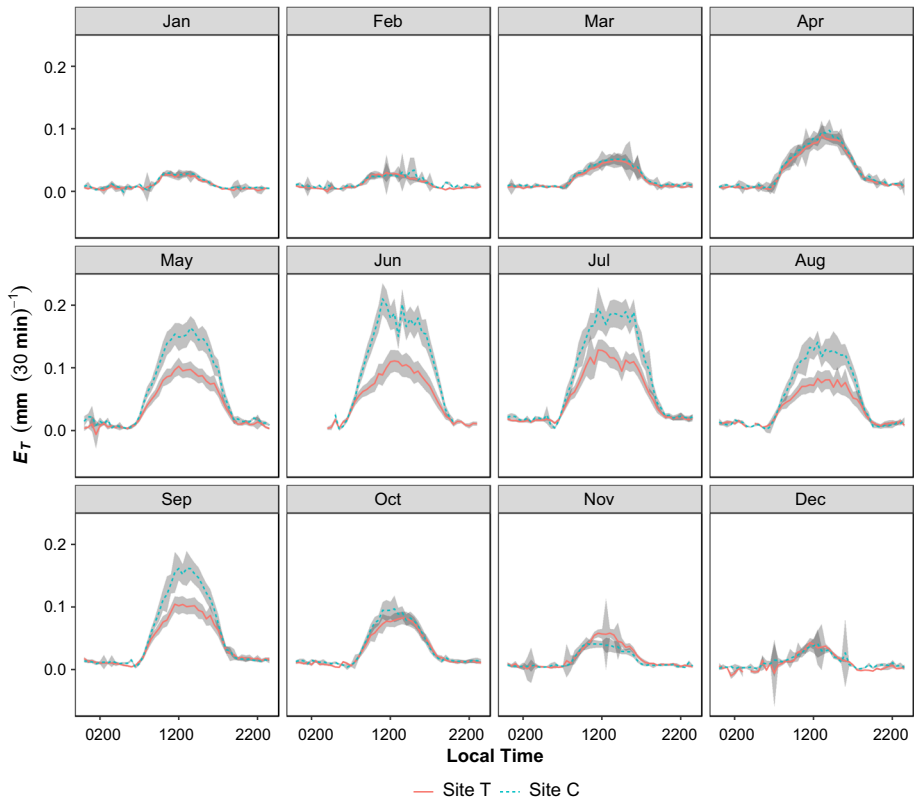 Jan Feb Mar Apr
0.2
0.1
0.0
May Jun Jul Aug
0.2
0.1
0.0
Sep Oct Nov Dec
0.2
0.1
0.0
E_T (mm (30 min)⁻¹)
0200 1200 2200 0200 1200 2200 0200 1200 2200 0200 1200 2200
Local Time
Site T Site C